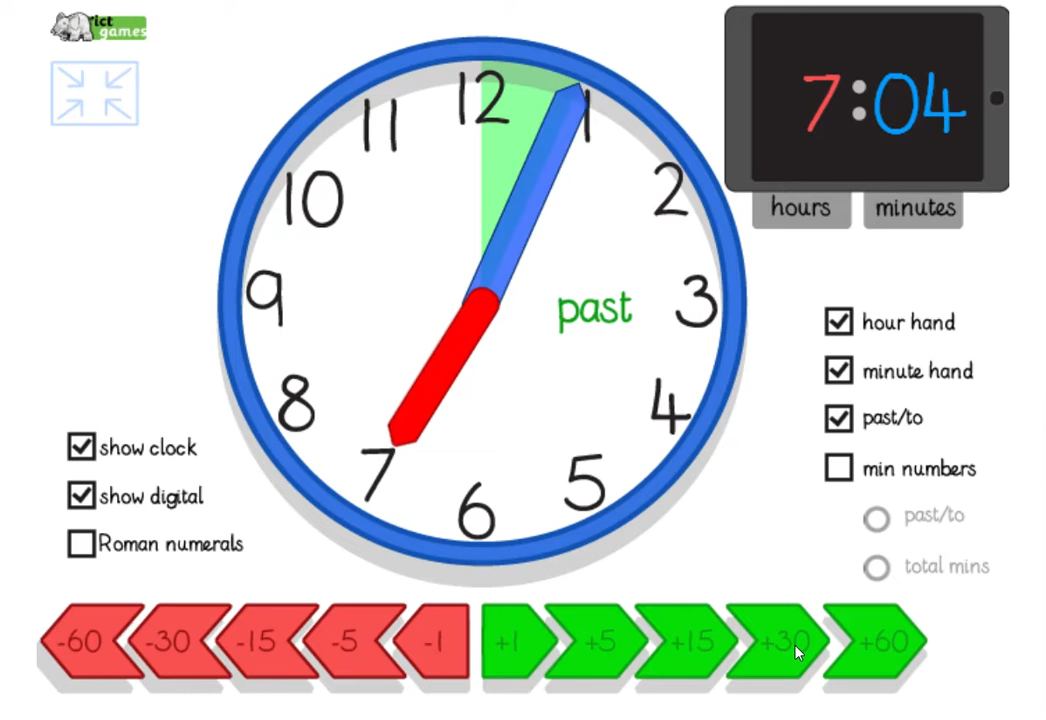 ict
games
7:04
hours minutes
12
1
2
3
4
5
6
7
8
9
10
11
past
hour hand
minute hand
past/to
min numbers
past/to
total mins
show clock
show digital
Roman numerals
-60 -30 -15 -5 -1 +1 +5 +15 +30 +60